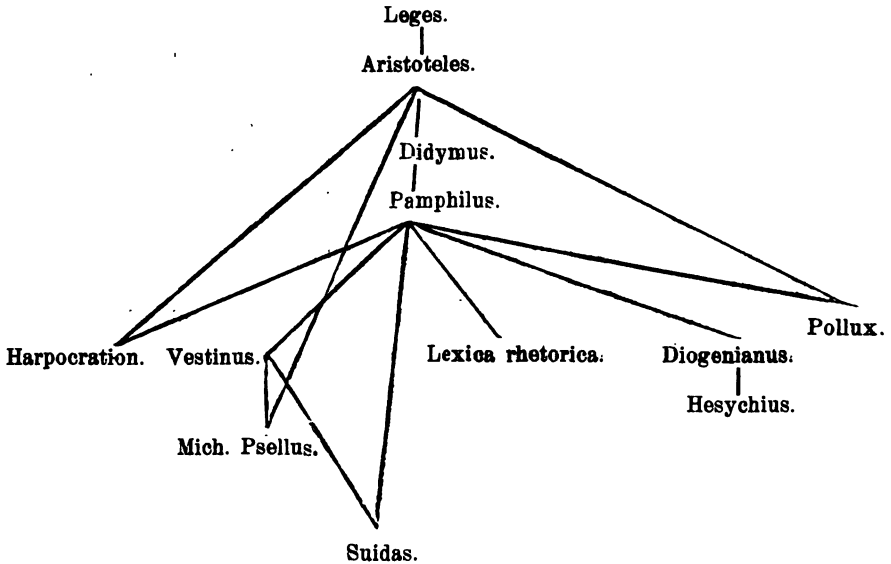 Leges.
Aristoteles.
Didymus.
Pamphilus.
Pollux.
Harpocration. Vestinus. Lexica rhetorica. Diogenianus.
Hesychius.
Mich. Psellus.
Suidas.